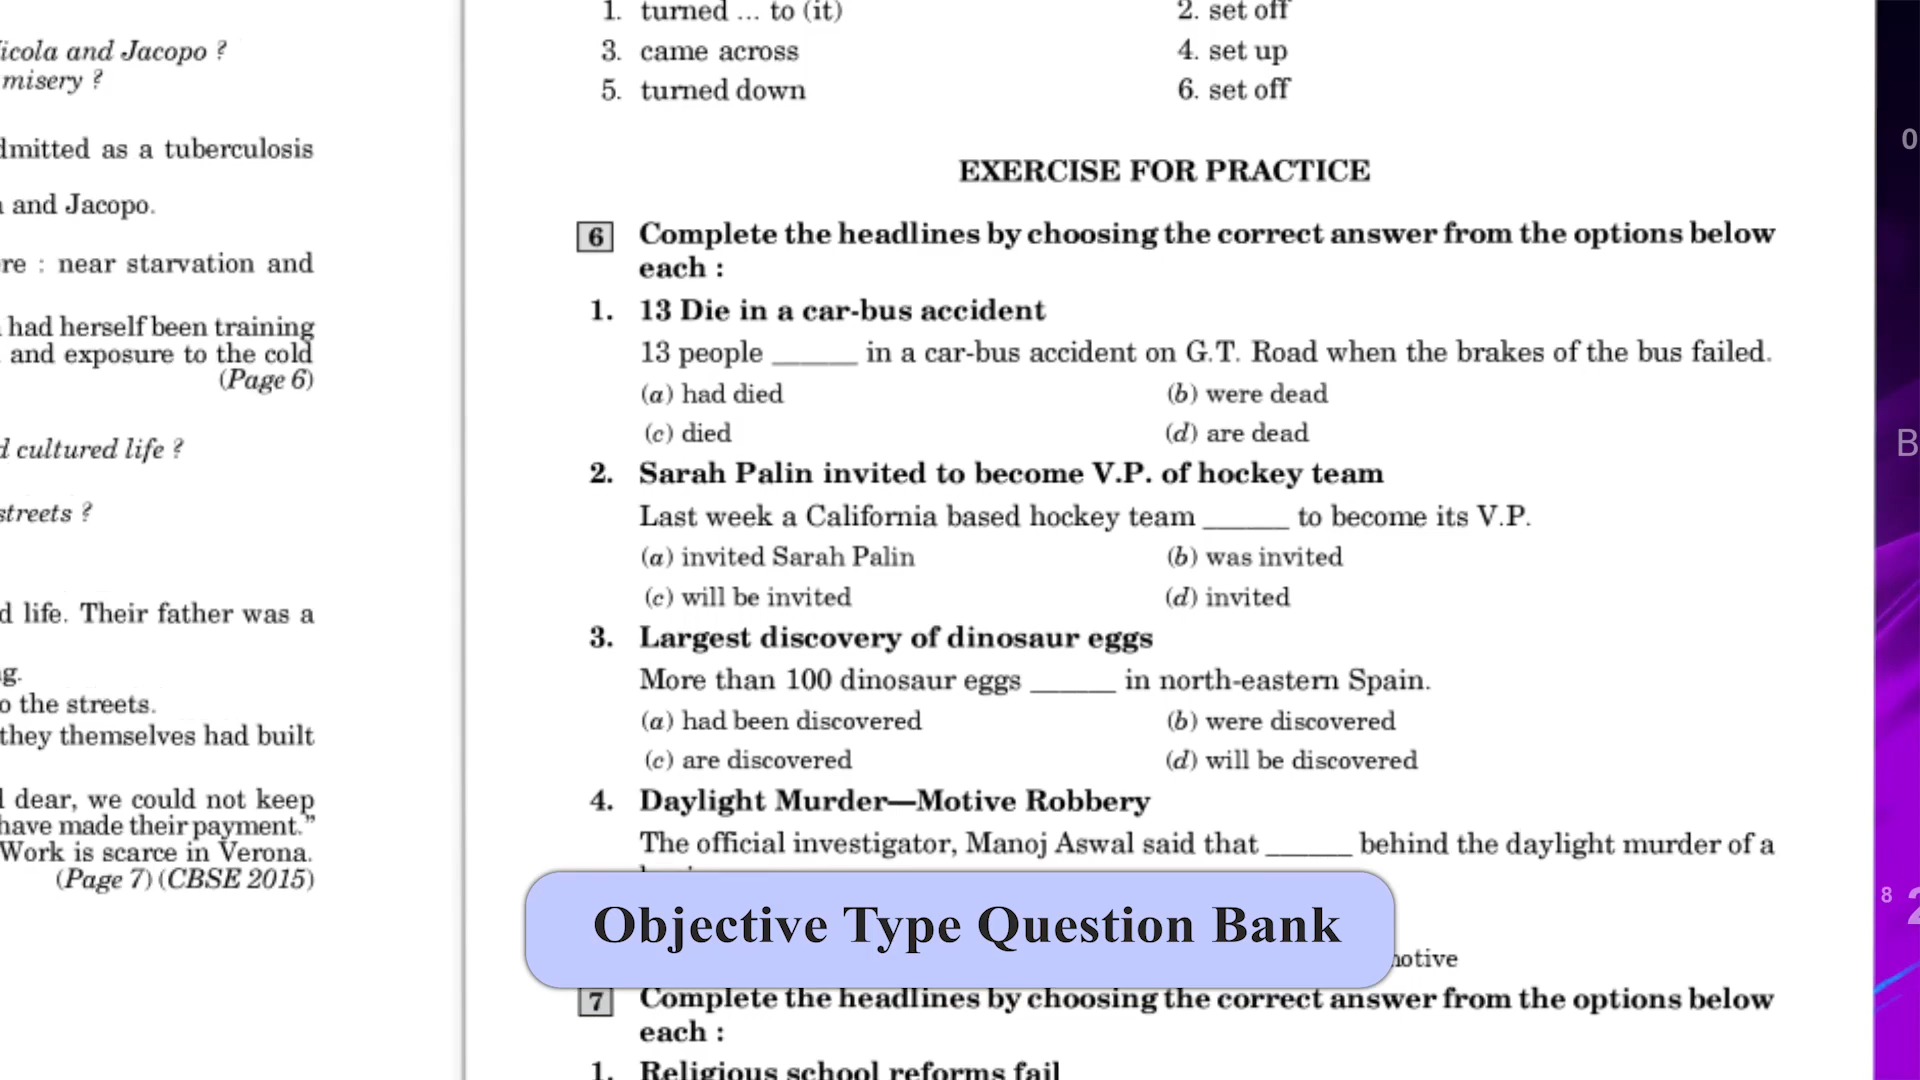 icola and Jacopo ?
misery ?
dmitted as a tuberculosis
and Jacopo.
re : near starvation and
had herself been training
and exposure to the cold
(Page 6)
d cultured life ?
streets ?
d life. Their father was a
g.
o the streets.
they themselves had built
l dear, we could not keep
have made their payment.”
Work is scarce in Verona.
(Page 7) (CBSE 2015)
1. turned ... to (it) 2. set off
3. came across 4. set up
5. turned down 6. set off
EXERCISE FOR PRACTICE
6 Complete the headlines by choosing the correct answer from the options below
each :
1. 13 Die in a car-bus accident
13 people ______ in a car-bus accident on G.T. Road when the brakes of the bus failed.
(a) had died (b) were dead
(c) died (d) are dead
2. Sarah Palin invited to become V.P. of hockey team
Last week a California based hockey team ______ to become its V.P.
(a) invited Sarah Palin (b) was invited
(c) will be invited (d) invited
3. Largest discovery of dinosaur eggs
More than 100 dinosaur eggs ______ in north-eastern Spain.
(a) had been discovered (b) were discovered
(c) are discovered (d) will be discovered
4. Daylight Murder—Motive Robbery
The official investigator, Manoj Aswal said that ______ behind the daylight murder of a
Objective Type Question Bank
otive
7 Complete the headlines by choosing the correct answer from the options below
each :
1. Religious school reforms fail
0
B
8 2